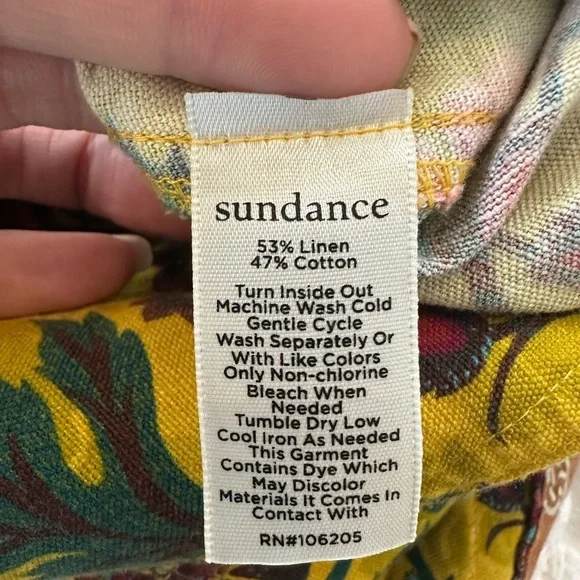 sundance
53% Linen
47% Cotton
Turn Inside Out
Machine Wash Cold
Gentle Cycle
Wash Separately Or
With Like Colors
Only Non-chlorine
Bleach When
Needed
Tumble Dry Low
Cool Iron As Needed
This Garment
Contains Dye Which
May Discolor
Materials It Comes In
Contact With
RN#106205